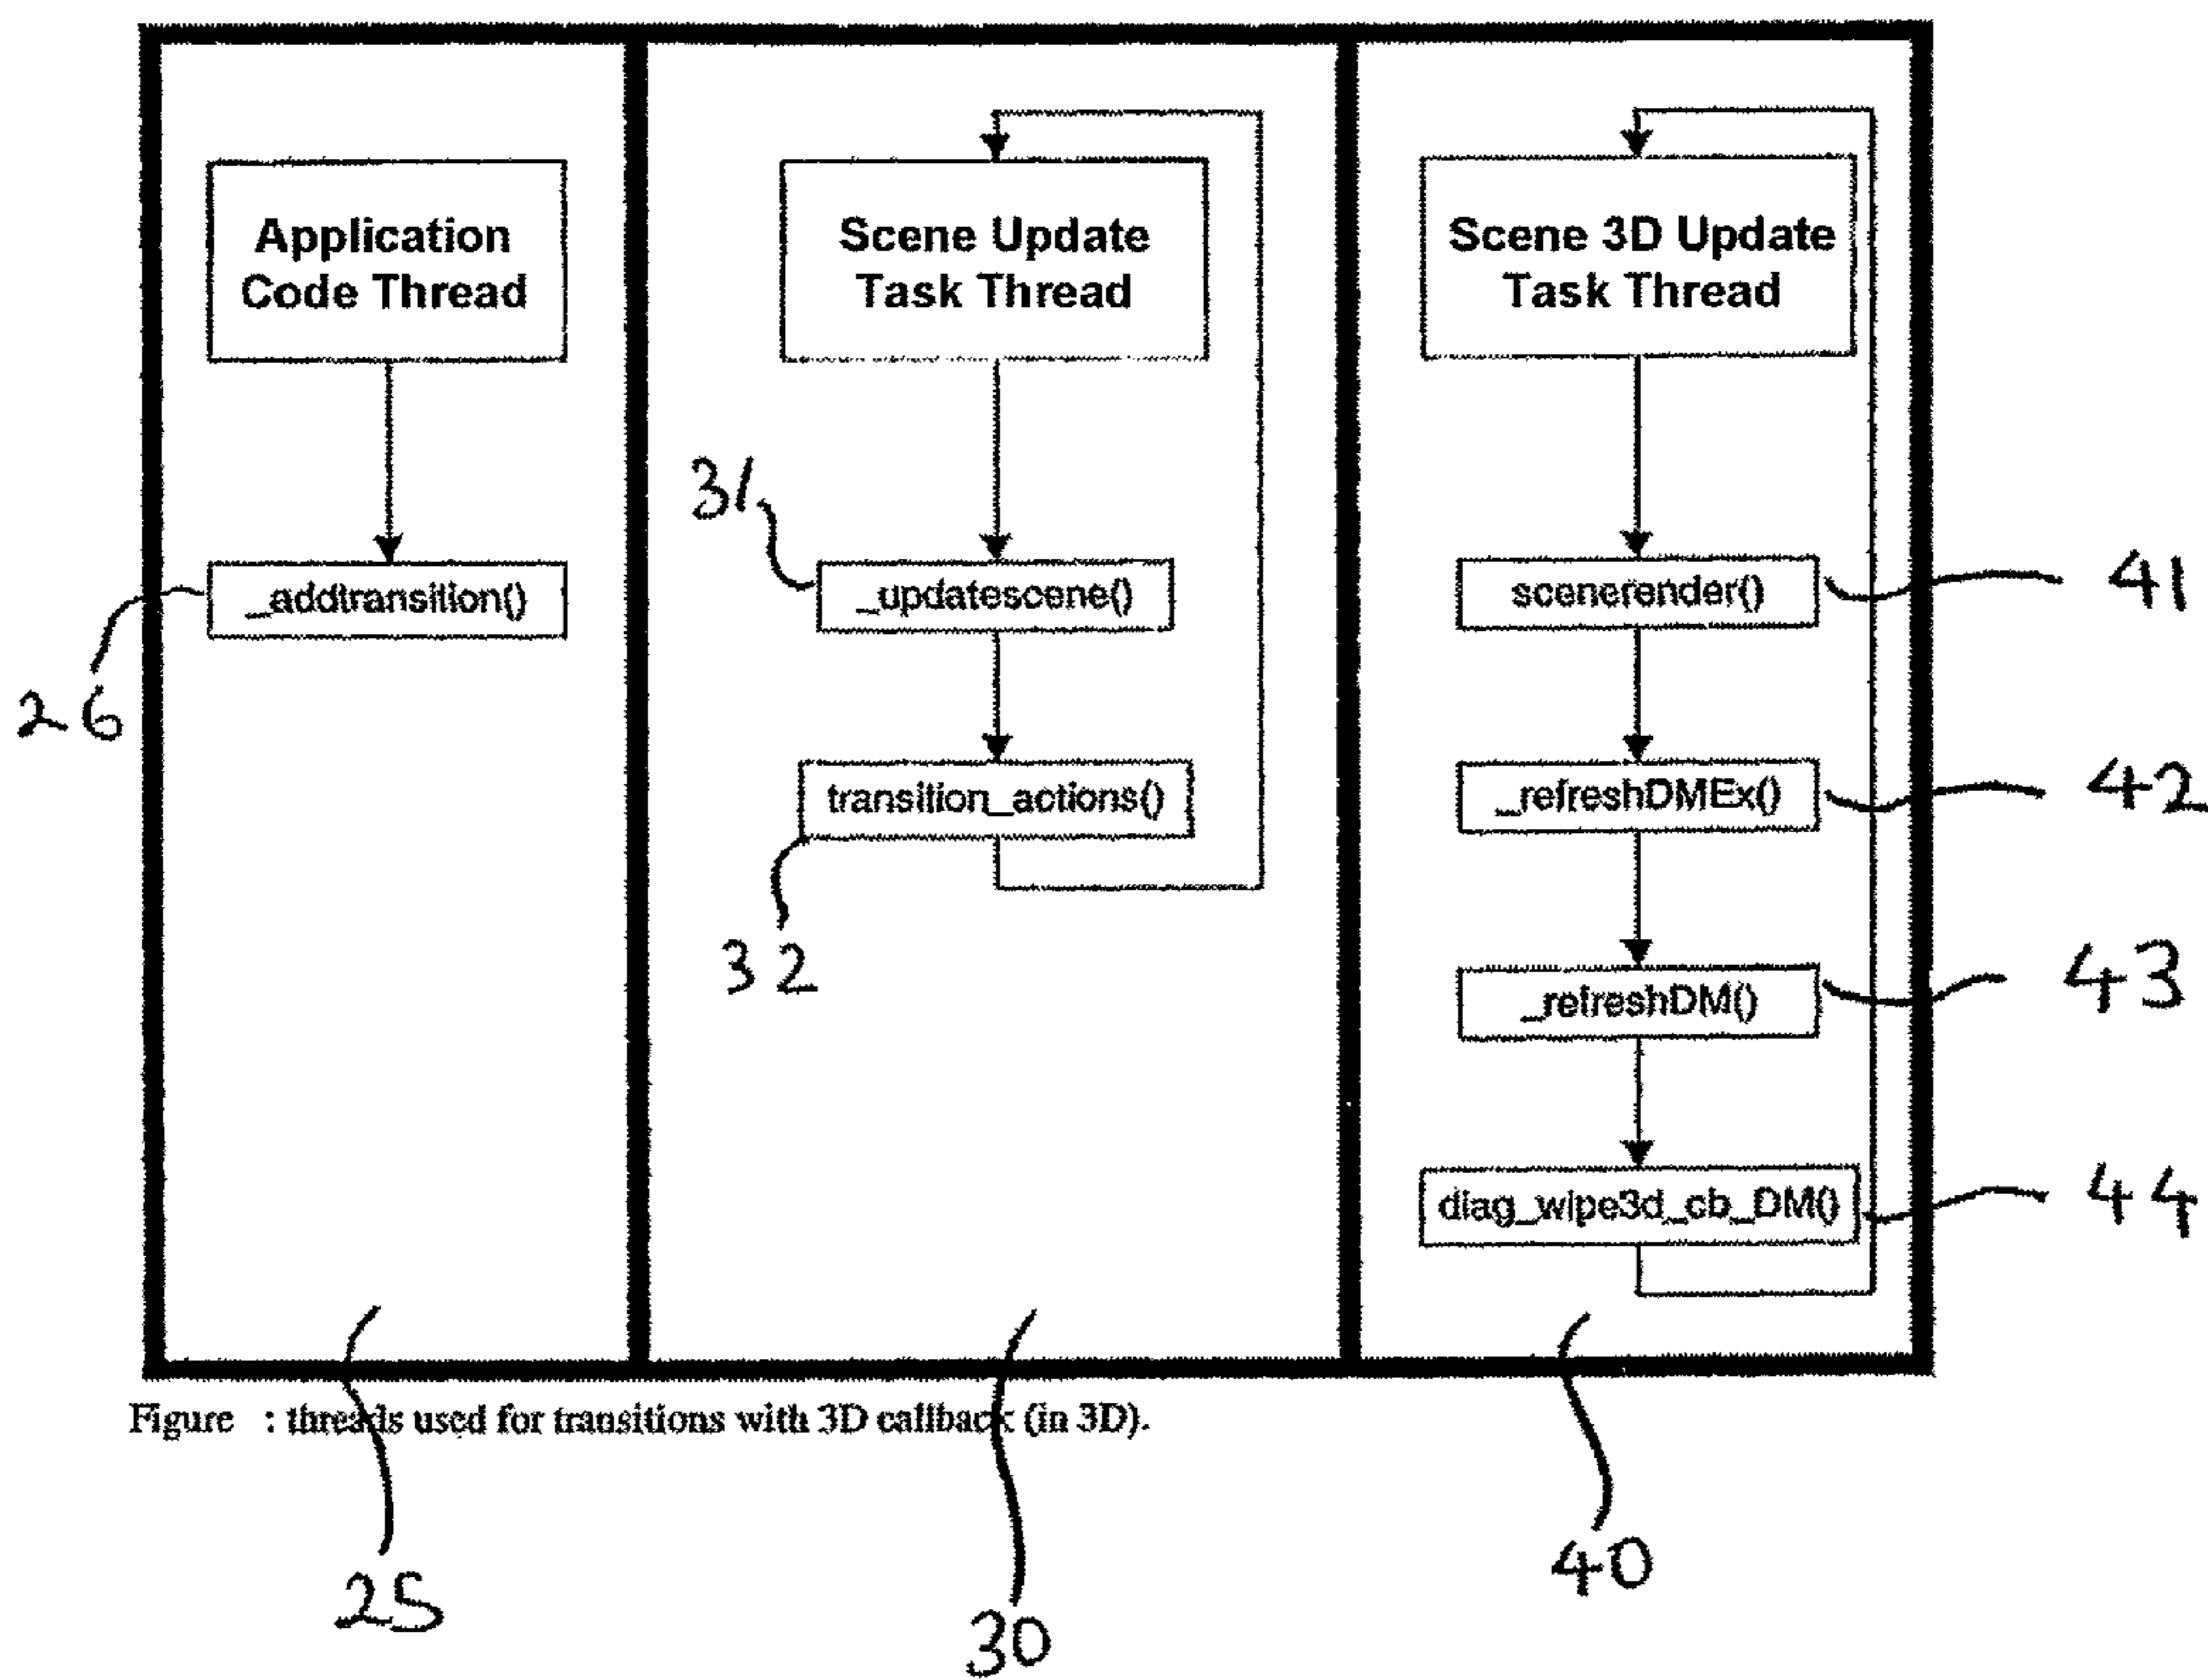 Application
Code Thread
_addtransition()
26
25
Scene Update
Task Thread
31
_updatescene()
transition_actions()
32
30
Scene 3D Update
Task Thread
scenerender()
41
_refreshDMEx()
42
_refreshDM()
43
diag_wipe3d_cb_DM()
44
40
Figure : threads used for transitions with 3D callback (in 3D).